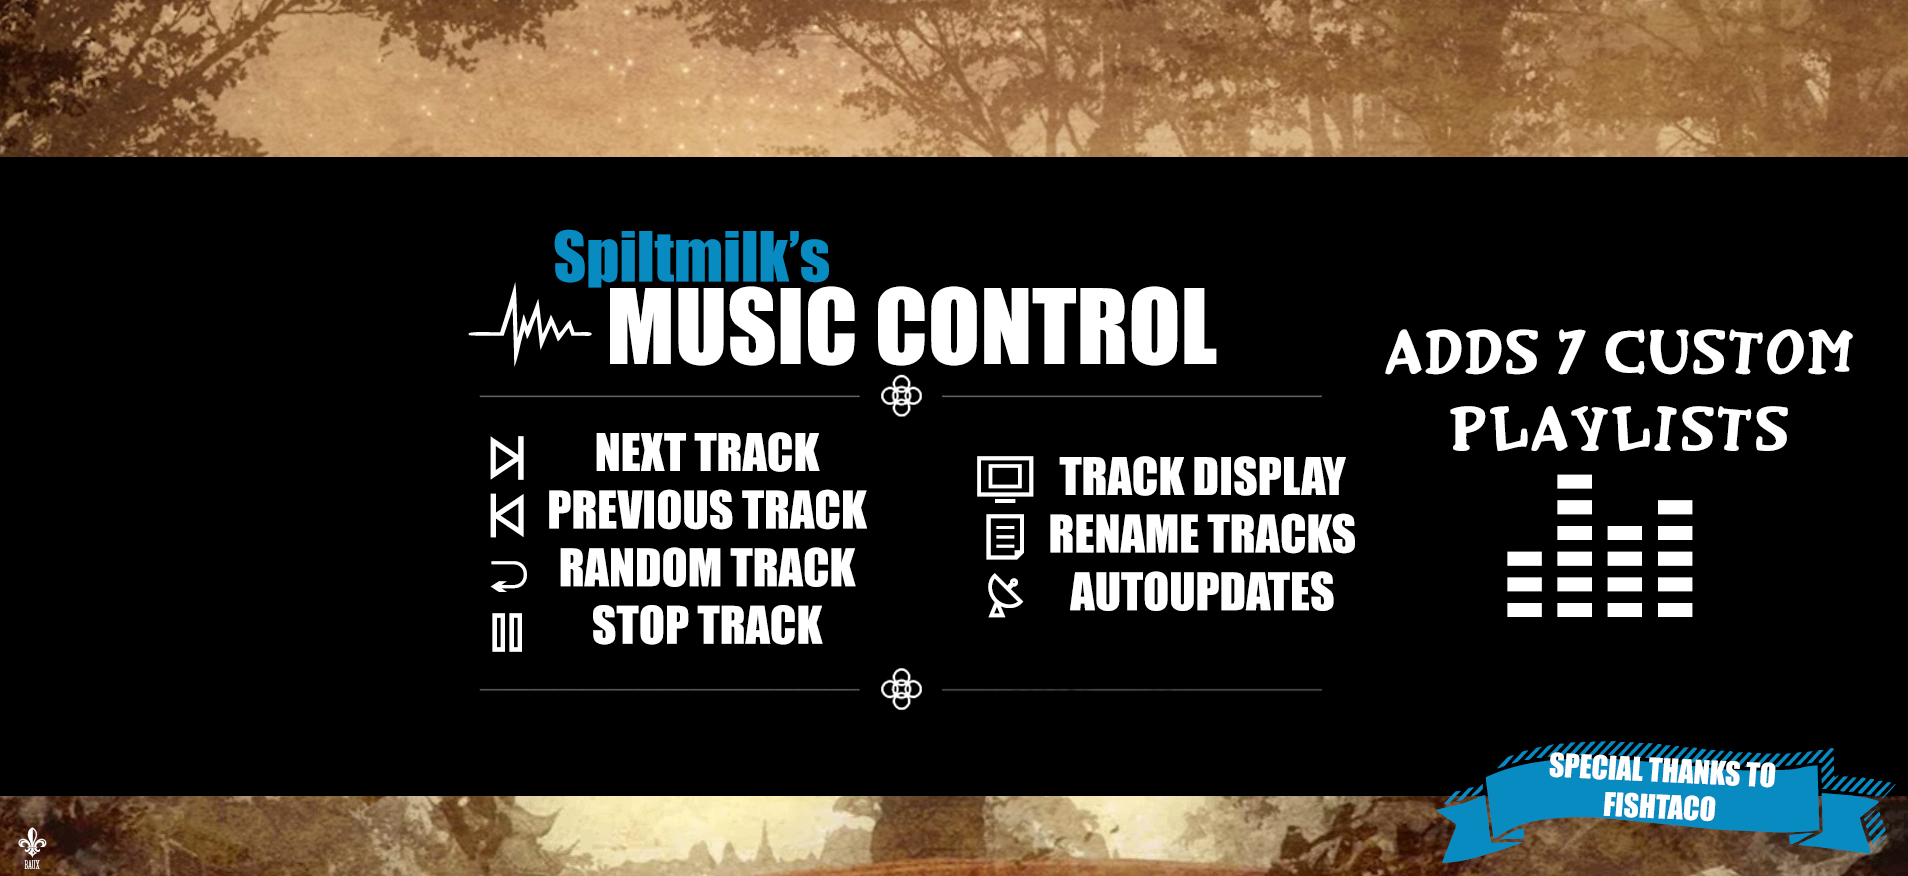 Spiltmilk's
MUSIC CONTROL
NEXT TRACK
PREVIOUS TRACK
RANDOM TRACK
STOP TRACK
TRACK DISPLAY
RENAME TRACKS
AUTOUPDATES
ADDS 7 CUSTOM
PLAYLISTS
SPECIAL THANKS TO
FISHTACO